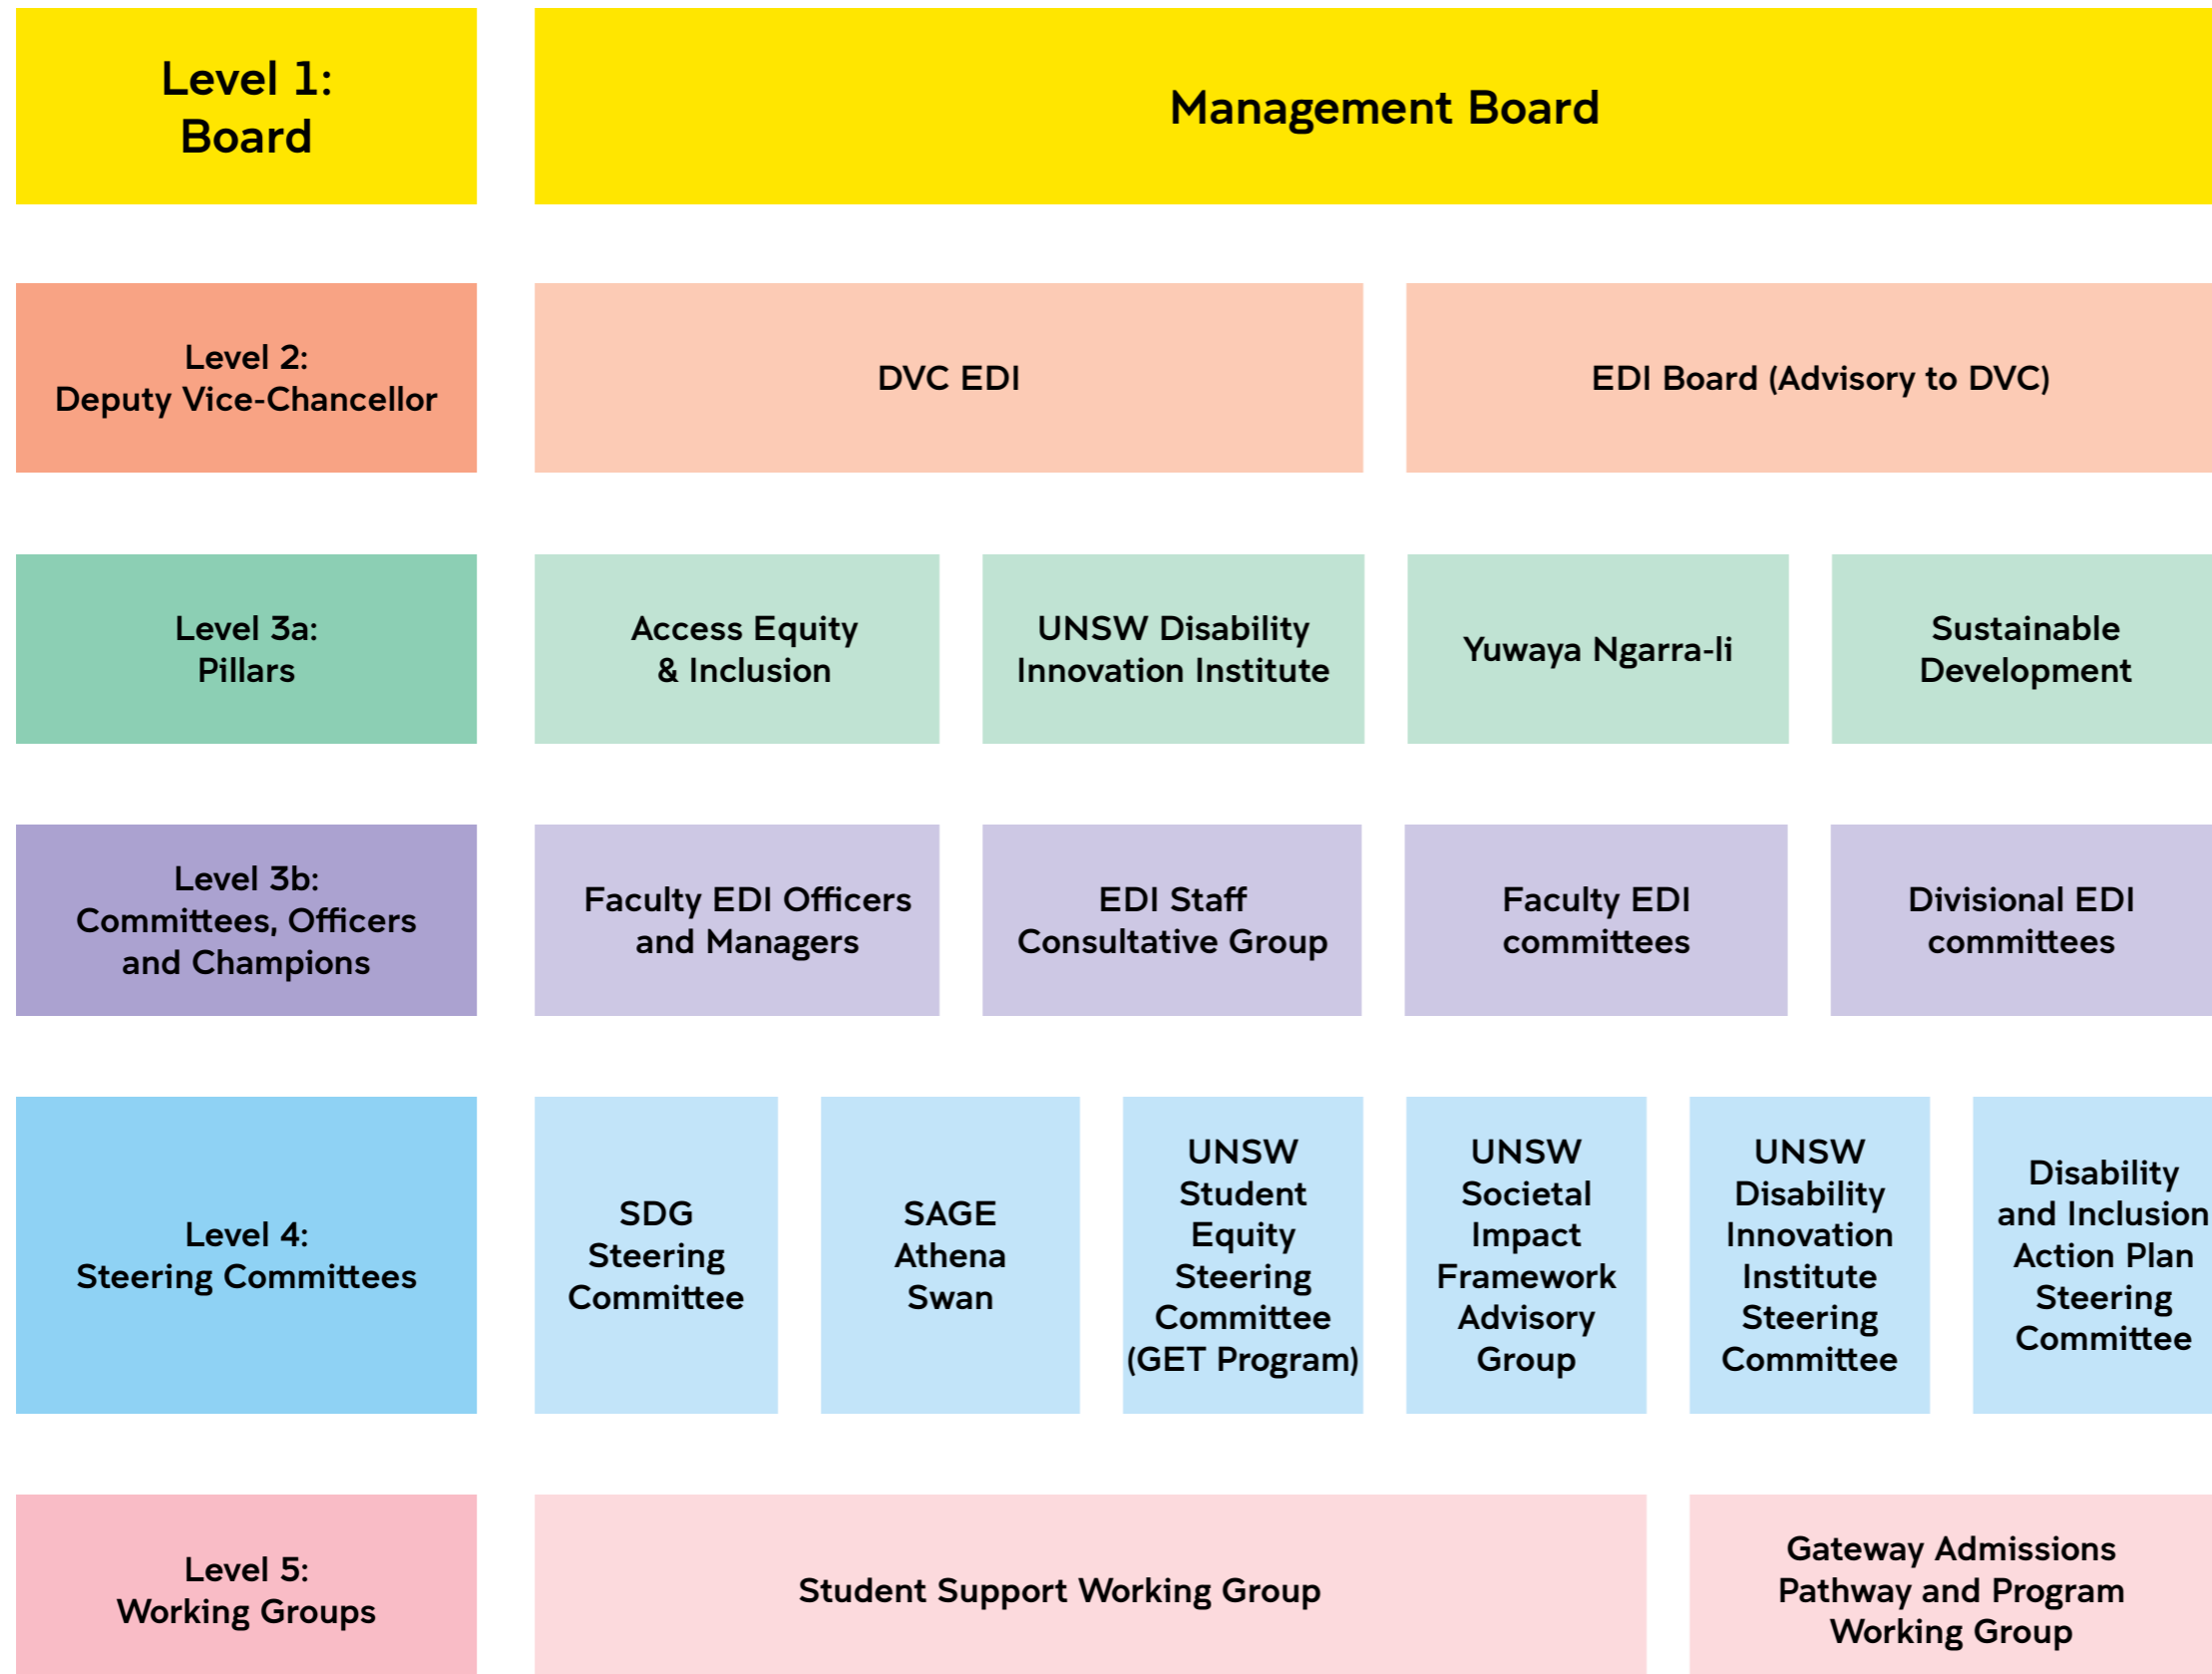 Level 1:
Board
Management Board
Level 2:
Deputy Vice-Chancellor
DVC EDI
EDI Board (Advisory to DVC)
Level 3a:
Pillars
Access Equity
& Inclusion
UNSW Disability
Innovation Institute
Yuwaya Ngarra-li
Sustainable
Development
Level 3b:
Committees, Officers
and Champions
Faculty EDI Officers
and Managers
EDI Staff
Consultative Group
Faculty EDI
committees
Divisional EDI
committees
Level 4:
Steering Committees
SDG
Steering
Committee
SAGE
Athena
Swan
UNSW
Student
Equity
Steering
Committee
(GET Program)
UNSW
Societal
Impact
Framework
Advisory
Group
UNSW
Disability
Innovation
Institute
Steering
Committee
Disability
and Inclusion
Action Plan
Steering
Committee
Level 5:
Working Groups
Student Support Working Group
Gateway Admissions
Pathway and Program
Working Group